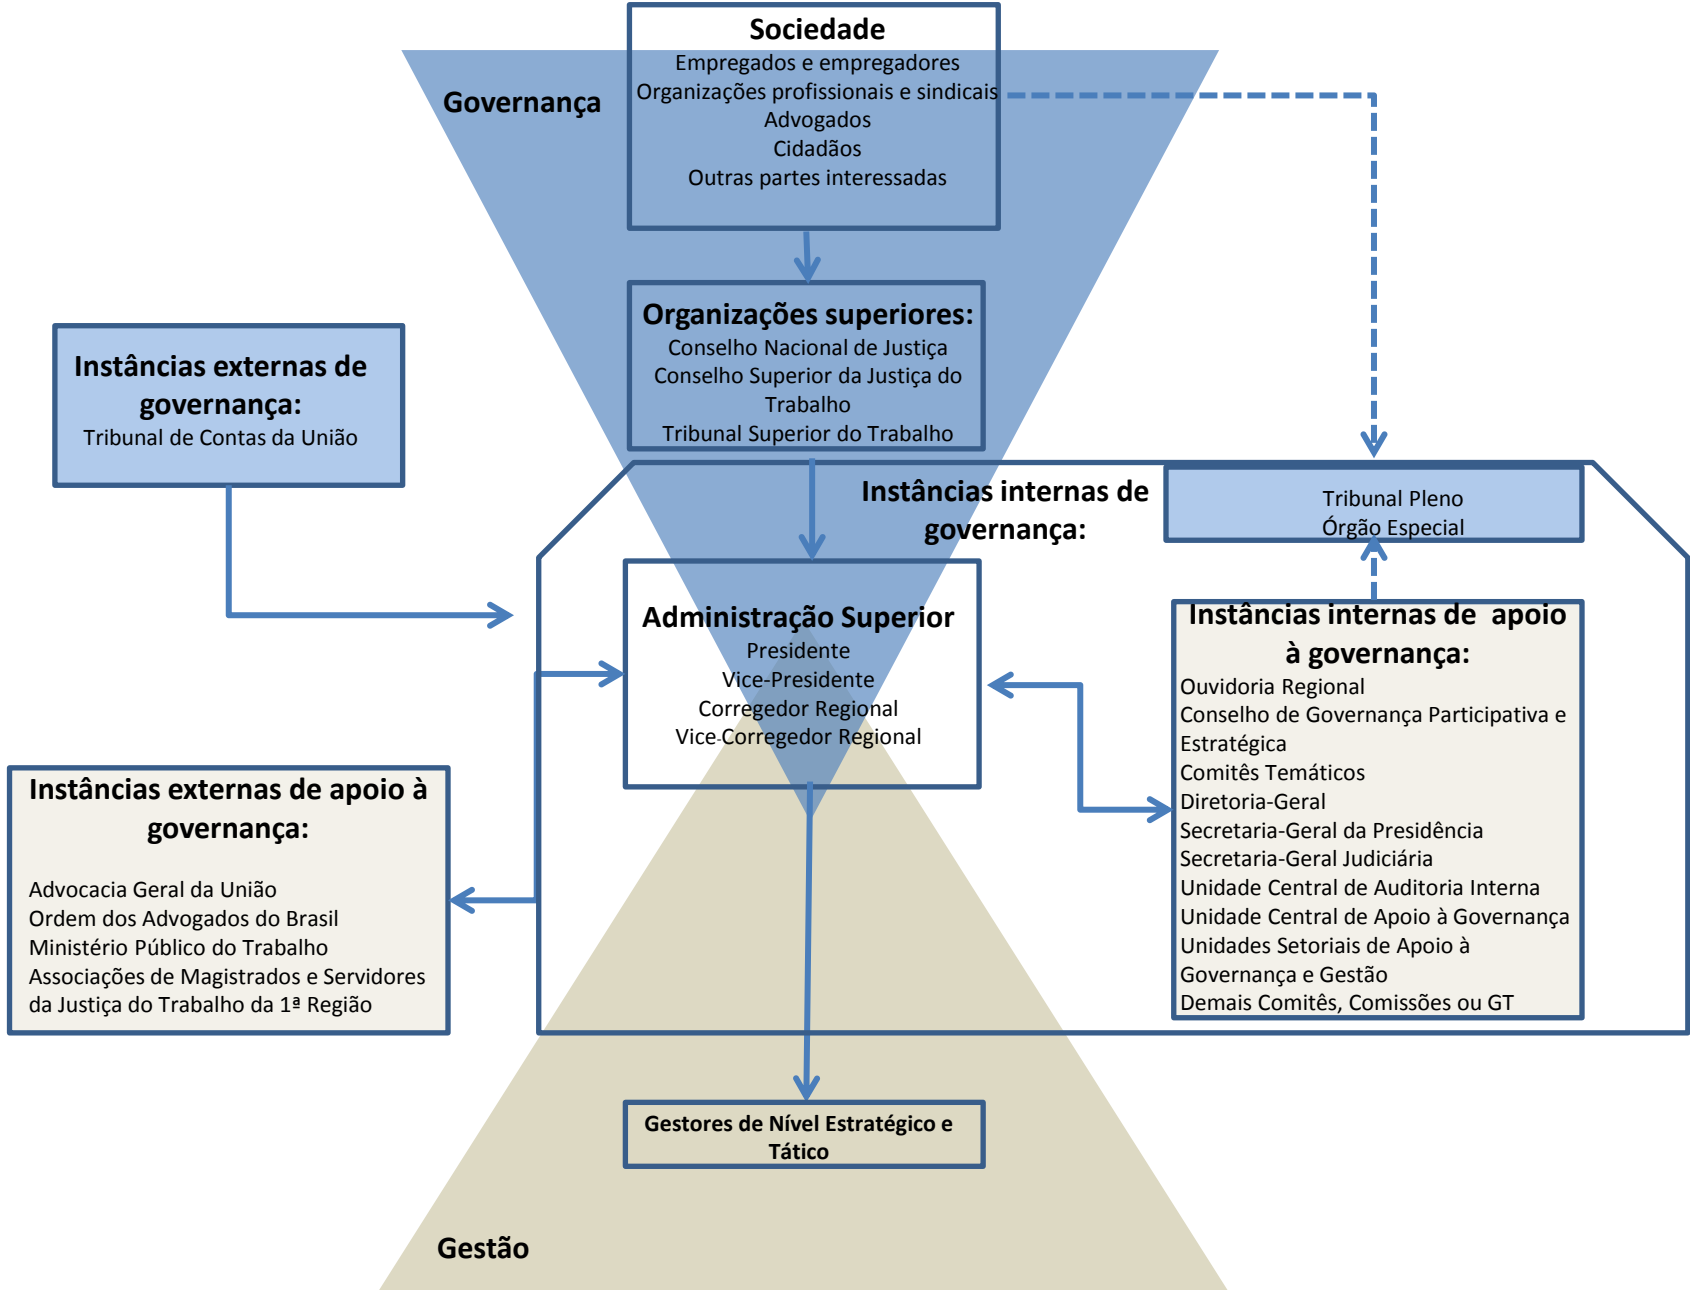 Sociedade
Empregados e empregadores
Organizações profissionais e sindicais
Advogados
Cidadãos
Outras partes interessadas
Governança
Organizações superiores:
Conselho Nacional de Justiça
Conselho Superior da Justiça do
Trabalho
Tribunal Superior do Trabalho
Instâncias externas de
governança:
Tribunal de Contas da União
Instâncias internas de
governança:
Tribunal Pleno
Órgão Especial
Administração Superior
Presidente
Vice-Presidente
Corregedor Regional
Vice-Corregedor Regional
Instâncias internas de apoio
à governança:
Ouvidoria Regional
Conselho de Governança Participativa e
Estratégica
Comitês Temáticos
Diretoria-Geral
Secretaria-Geral da Presidência
Secretaria-Geral Judiciária
Unidade Central de Auditoria Interna
Unidade Central de Apoio à Governança
Unidades Setoriais de Apoio à
Governança e Gestão
Demais Comitês, Comissões ou GT
Instâncias externas de apoio à
governança:
Advocacia Geral da União
Ordem dos Advogados do Brasil
Ministério Público do Trabalho
Associações de Magistrados e Servidores
da Justiça do Trabalho da 1ª Região
Gestores de Nível Estratégico e
Tático
Gestão